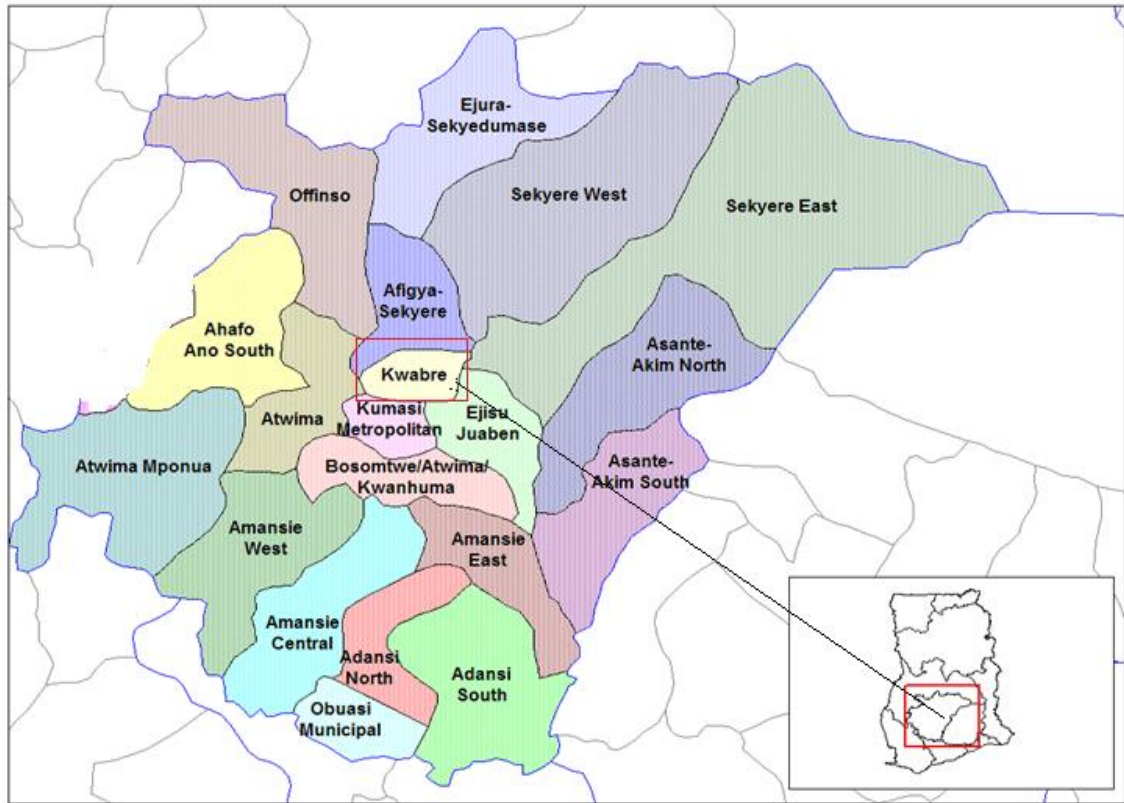 Ejura-
Sekyedumase
Offinso
Sekyere West
Sekyere East
Afigya-
Sekyere
Ahafo
Ano South
Asante-
Akim North
Kwabre
Atwima
Kumasi
Metropolitan
Ejisu
Juaben
Atwima Mponua
Bosomtwe/Atwima/
Kwanhuma
Asante-
Akim South
Amansie
West
Amansie
East
Amansie
Central
Adansi
North
Adansi
South
Obuasi
Municipal